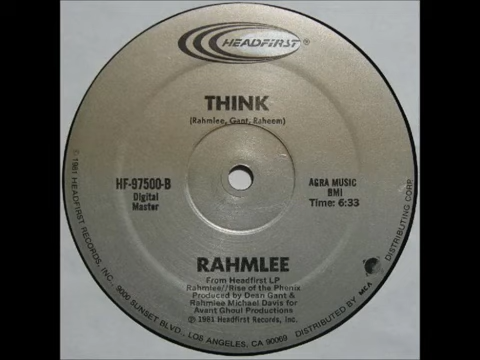 HEADFIRST®
THINK
(Rahmlee, Gant, Raheem)
HF-97500-B
Digital
Master
AGRA MUSIC
BMI
Time: 6:33
RAHMLEE
From Headfirst LP
Rahmlee//Rise of the Phenix
Produced by Dean Gant &
Rahmlee Michael Davis for
Avant Ghoul Productions
℗ 1981 Headfirst Records, Inc.
© 1981 HEADFIRST RECORDS, INC. 9000 SUNSET BLVD., LOS ANGELES, CA 90069 DISTRIBUTED BY MCA DISTRIBUTING CORP.